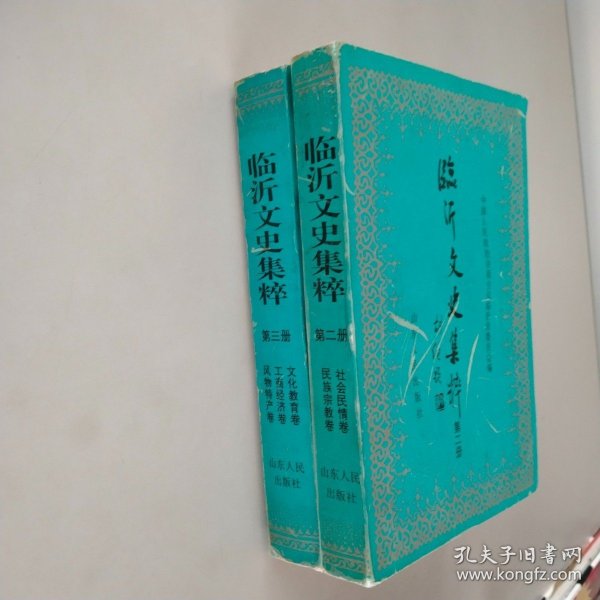 临沂文史集粹
第三册
文化教育卷
工商经济卷
风物特产卷
山东人民
出版社
临沂文史集粹
第二册
社会民情卷
民族宗教卷
山东人民
出版社
臨沂文史集粹
第二册
孔夫子旧书网
www.kongfz.com